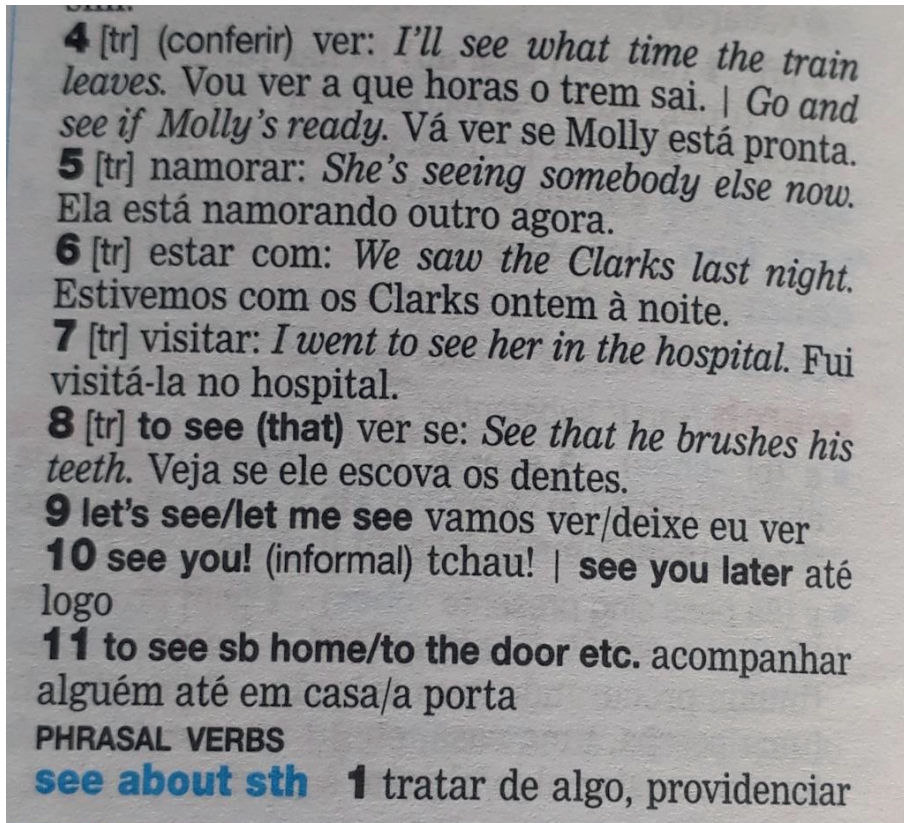 4 [tr] (conferir) ver: I'll see what time the train
leaves. Vou ver a que horas o trem sai. | Go and
see if Molly's ready. Vá ver se Molly está pronta.
5 [tr] namorar: She's seeing somebody else now.
Ela está namorando outro agora.
6 [tr] estar com: We saw the Clarks last night.
Estivemos com os Clarks ontem à noite.
7 [tr] visitar: I went to see her in the hospital. Fui
visitá-la no hospital.
8 [tr] to see (that) ver se: See that he brushes his
teeth. Veja se ele escova os dentes.
9 let's see/let me see vamos ver/deixe eu ver
10 see you! (informal) tchau! | see you later até
logo
11 to see sb home/to the door etc. acompanhar
alguém até em casa/a porta
PHRASAL VERBS
see about sth 1 tratar de algo, providenciar